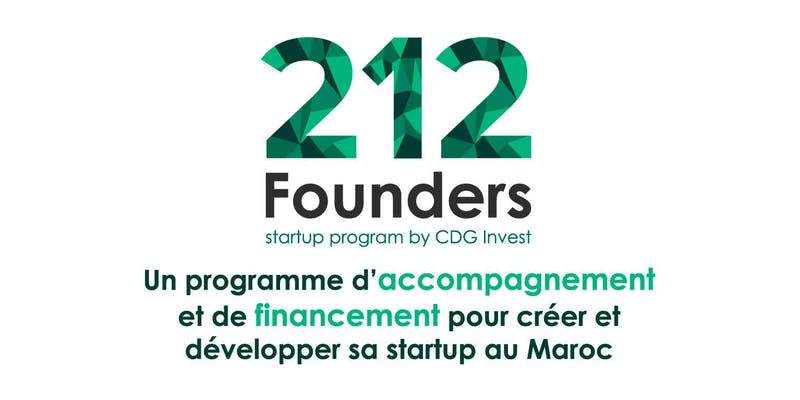 212
Founders
startup program by CDG Invest
Un programme d’accompagnement
et de financement pour créer et
développer sa startup au Maroc